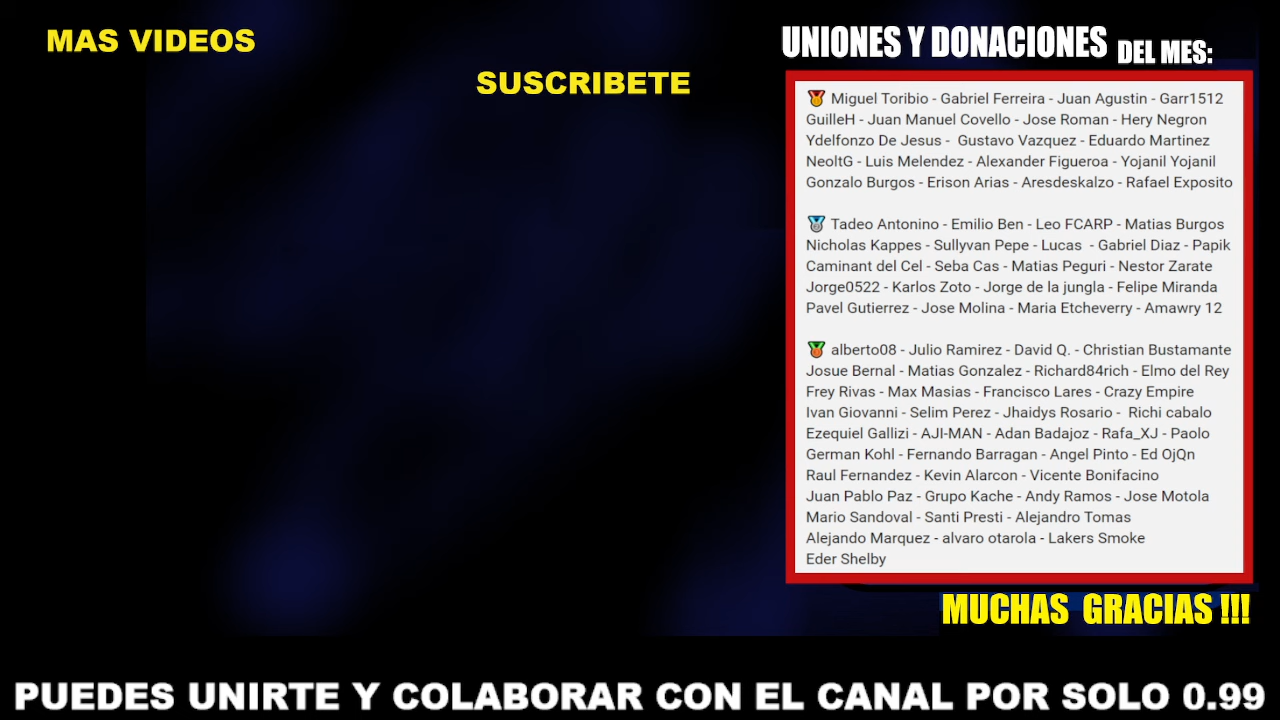 MAS VIDEOS
SUSCRIBETE
UNIONES Y DONACIONES DEL MES:
Miguel Toribio - Gabriel Ferreira - Juan Agustin - Garr1512
GuilleH - Juan Manuel Covello - Jose Roman - Hery Negron
Ydelfonzo De Jesus -  Gustavo Vazquez - Eduardo Martinez
NeoltG - Luis Melendez - Alexander Figueroa - Yojanil Yojanil
Gonzalo Burgos - Erison Arias - Aresdeskalzo - Rafael Exposito
Tadeo Antonino - Emilio Ben - Leo FCARP - Matias Burgos
Nicholas Kappes - Sullyvan Pepe - Lucas  - Gabriel Diaz - Papik
Caminant del Cel - Seba Cas - Matias Peguri - Nestor Zarate
Jorge0522 - Karlos Zoto - Jorge de la jungla - Felipe Miranda
Pavel Gutierrez - Jose Molina - Maria Etcheverry - Amawry 12
alberto08 - Julio Ramirez - David Q. - Christian Bustamante
Josue Bernal - Matias Gonzalez - Richard84rich - Elmo del Rey
Frey Rivas - Max Masias - Francisco Lares - Crazy Empire
Ivan Giovanni - Selim Perez - Jhaidys Rosario -  Richi cabalo
Ezequiel Gallizi - AJI-MAN - Adan Badajoz - Rafa_XJ - Paolo
German Kohl - Fernando Barragan - Angel Pinto - Ed OjQn
Raul Fernandez - Kevin Alarcon - Vicente Bonifacino
Juan Pablo Paz - Grupo Kache - Andy Ramos - Jose Motola
Mario Sandoval - Santi Presti - Alejandro Tomas
Alejando Marquez - alvaro otarola - Lakers Smoke
Eder Shelby
MUCHAS  GRACIAS !!!
PUEDES UNIRTE Y COLABORAR CON EL CANAL POR SOLO 0.99